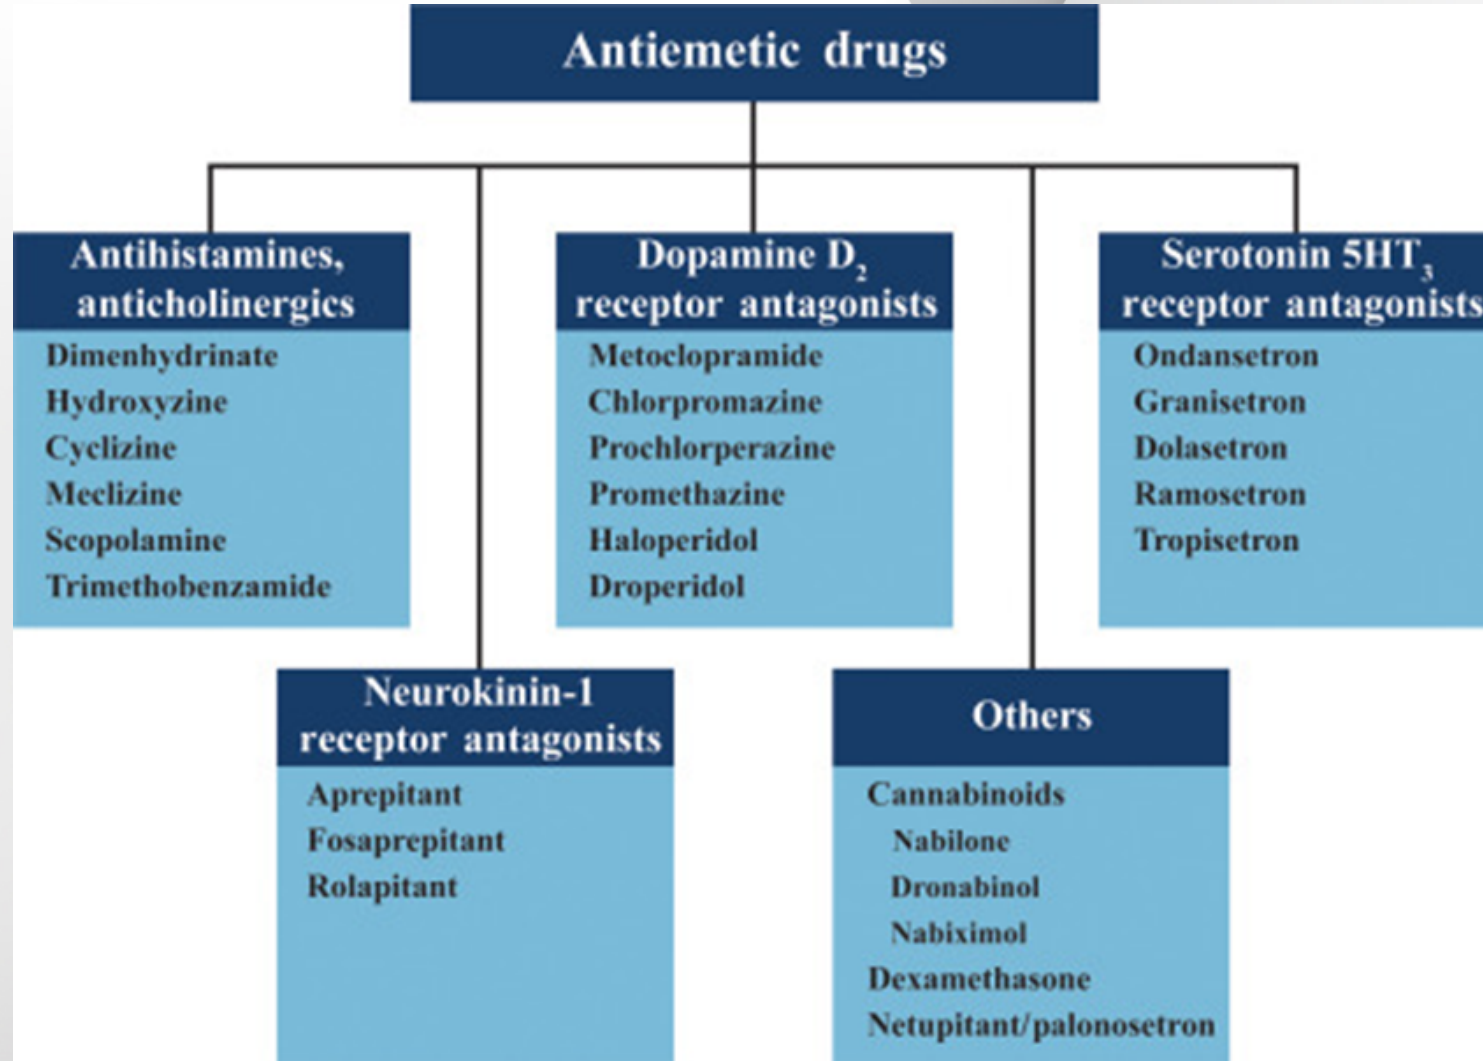 Antiemetic drugs
Antihistamines,
anticholinergics
Dimenhydrinate
Hydroxyzine
Cyclizine
Meclizine
Scopolamine
Trimethobenzamide
Dopamine D₂
receptor antagonists
Metoclopramide
Chlorpromazine
Prochlorperazine
Promethazine
Haloperidol
Droperidol
Serotonin 5HT₃
receptor antagonists
Ondansetron
Granisetron
Dolasetron
Ramosetron
Tropisetron
Neurokinin-1
receptor antagonists
Aprepitant
Fosaprepitant
Rolapitant
Others
Cannabinoids
Nabilone
Dronabinol
Nabiximol
Dexamethasone
Netupitant/palonosetron